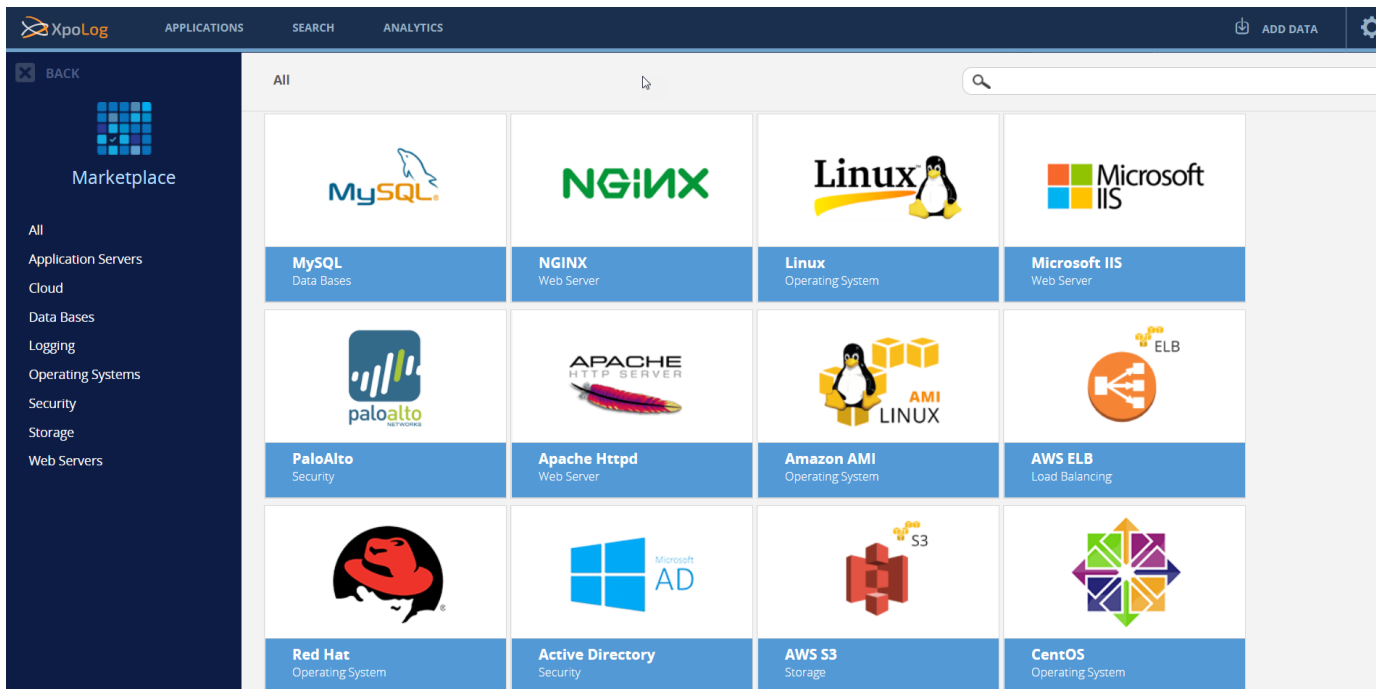 XpoLog
APPLICATIONS
SEARCH
ANALYTICS
ADD DATA
BACK
Marketplace
All
Application Servers
Cloud
Data Bases
Logging
Operating Systems
Security
Storage
Web Servers
All
MySQL
NGINX
Linux
Microsoft
IIS
MySQL
Data Bases
NGINX
Web Server
Linux
Operating System
Microsoft IIS
Web Server
paloalto
NETWORKS
APACHE
HTTP SERVER
AMI
LINUX
ELB
PaloAlto
Security
Apache Httpd
Web Server
Amazon AMI
Operating System
AWS ELB
Load Balancing
Microsoft
AD
S3
Red Hat
Operating System
Active Directory
Security
AWS S3
Storage
CentOS
Operating System